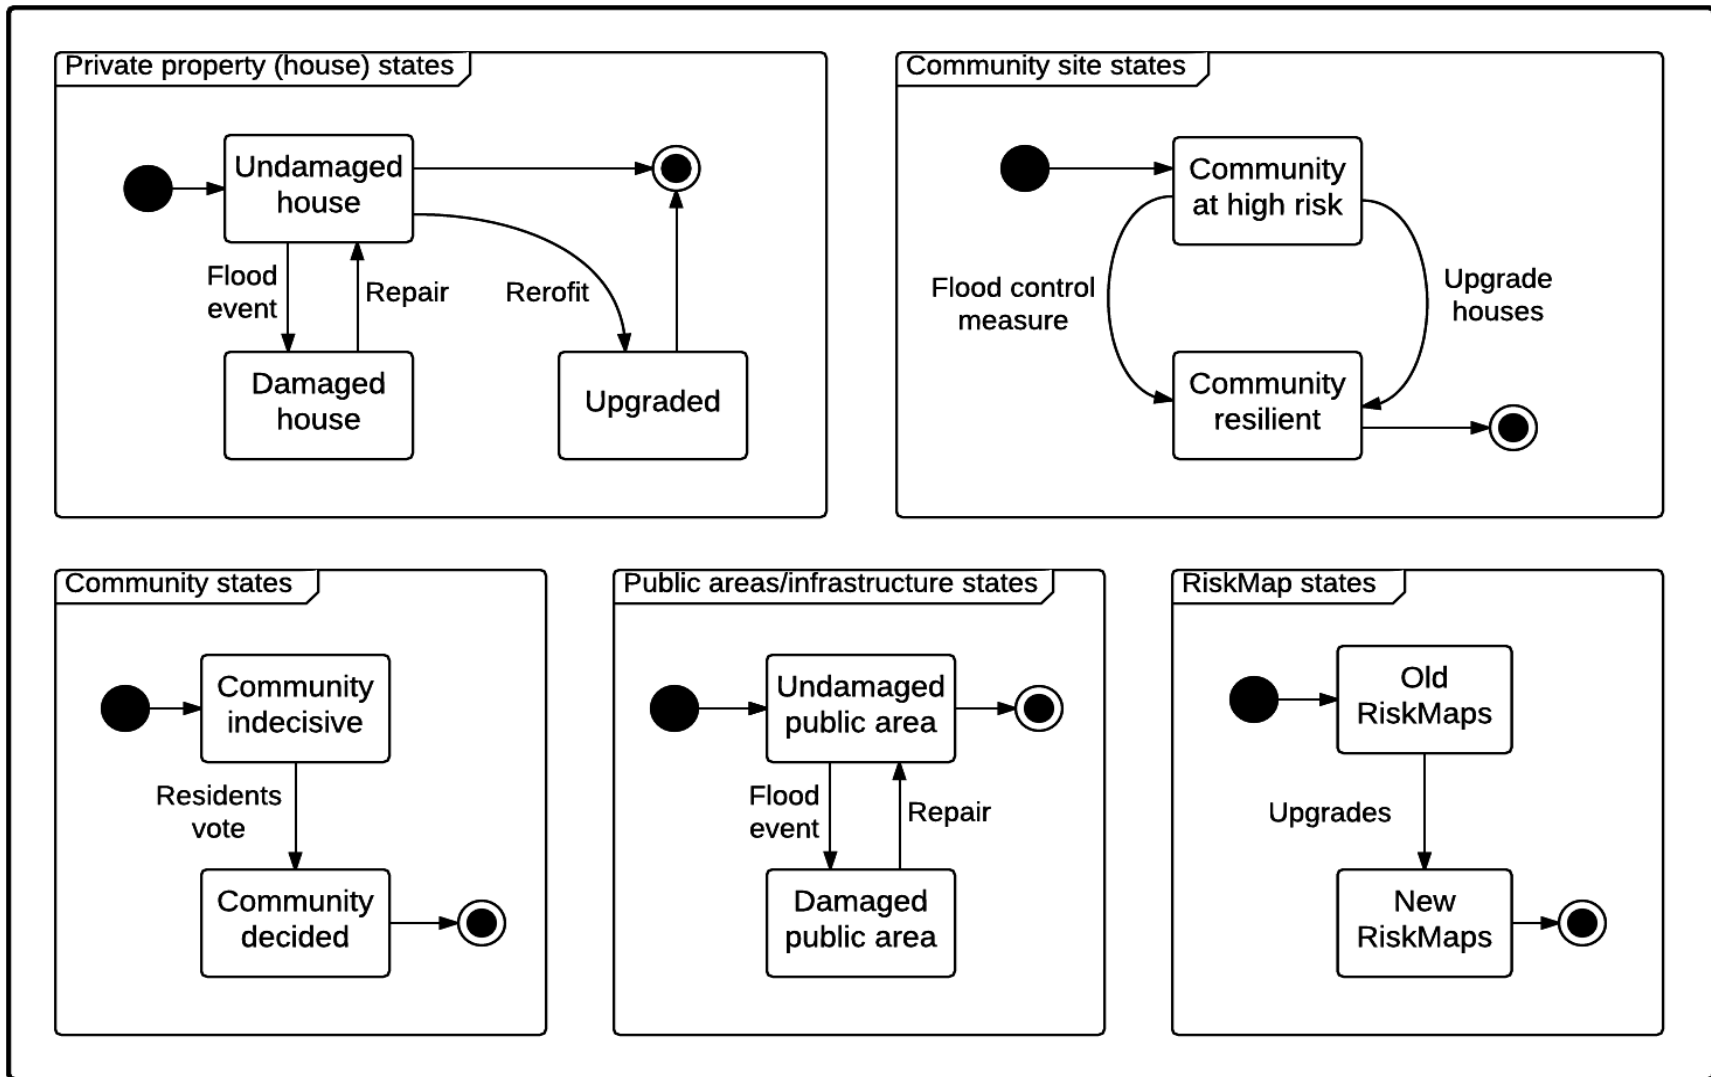 Private property (house) states
Undamaged
house
Flood
event
Repair
Rerofit
Damaged
house
Upgraded
Community site states
Community
at high risk
Flood control
measure
Upgrade
houses
Community
resilient
Community states
Community
indecisive
Residents
vote
Community
decided
Public areas/infrastructure states
Undamaged
public area
Flood
event
Repair
Damaged
public area
RiskMap states
Old
RiskMaps
Upgrades
New
RiskMaps